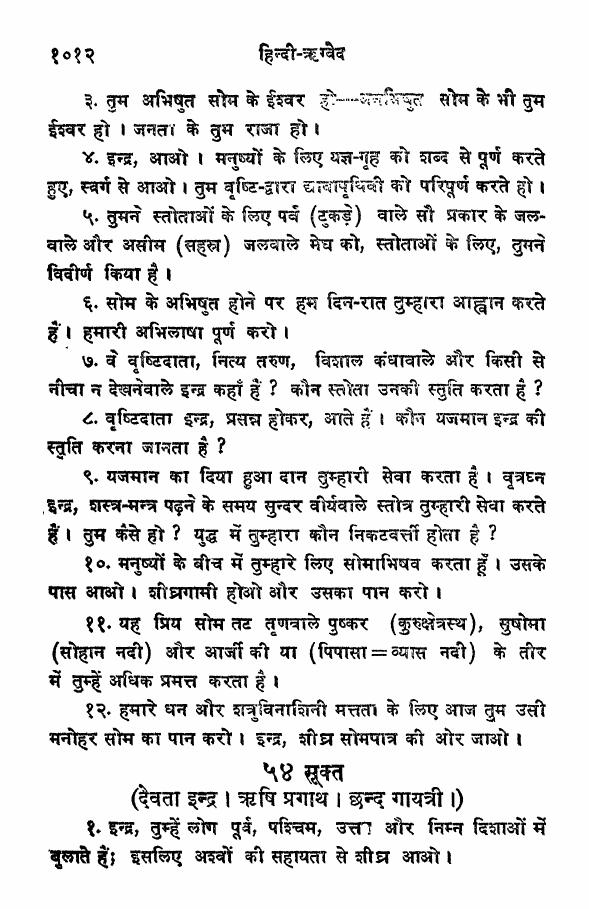 १०१२ हिन्दी-ऋग्वेद
३. तुम अभिषुत सोम के ईश्वर हो—अनभिषुत सोम के भी तुम
ईश्वर हो । जनता के तुम राजा हो ।
४. इन्द्र, आओ । मनुष्यों के लिए यज्ञ-गृह को शब्द से पूर्ण करते
हुए, स्वर्ग से आओ । तुम वृष्टि-द्वारा द्यावापृथिवी को परिपूर्ण करते हो ।
५. तुमने स्तोताओं के लिए पर्व (टुकड़े) वाले सौ प्रकार के जल-
वाले और असीम (सहस्र) जलवाले मेघ को, स्तोताओं के लिए, तुमने
विदीर्ण किया है ।
६. सोम के अभिषुत होने पर हम दिन-रात तुम्हारा आह्वान करते
हैं । हमारी अभिलाषा पूर्ण करो ।
७. वे वृष्टिदाता, नित्य तरुण, विशाल कंधावाले और किसी से
नीचा न देखनेवाले इन्द्र कहाँ हैं ? कौन स्तोता उनकी स्तुति करता है ?
८. वृष्टिदाता इन्द्र, प्रसन्न होकर, आते हैं । कौन यजमान इन्द्र की
स्तुति करना जानता है ?
९. यजमान का दिया हुआ दान तुम्हारी सेवा करता है । वृत्रघ्न
इन्द्र, शस्त्र-मन्त्र पढ़ने के समय सुन्दर वीर्यवाले स्तोत्र तुम्हारी सेवा करते
हैं । तुम कैसे हो ? युद्ध में तुम्हारा कौन निकटवर्त्ती होता है ?
१०. मनुष्यों के बीच में तुम्हारे लिए सोमाभिषव करता हूँ । उसके
पास आओ । शीघ्रगामी होओ और उसका पान करो ।
११. यह प्रिय सोम तट तृणवाले पुष्कर (कुरुक्षेत्रस्थ), सुषोमा
(सोहान नदी) और आर्जीकी या (पिपासा=व्यास नदी) के तीर
में तुम्हें अधिक प्रमत्त करता है ।
१२. हमारे धन और शत्रुविनाशिनी मत्तता के लिए आज तुम उसी
मनोहर सोम का पान करो । इन्द्र, शीघ्र सोमपात्र की ओर जाओ ।
५४ सूक्त
(देवता इन्द्र । ऋषि प्रगाथ । छन्द गायत्री ।)
१. इन्द्र, तुम्हें लोग पूर्व, पश्चिम, उत्तर और निम्न दिशाओं में
बुलाते हैं; इसलिए अश्वों की सहायता से शीघ्र आओ ।